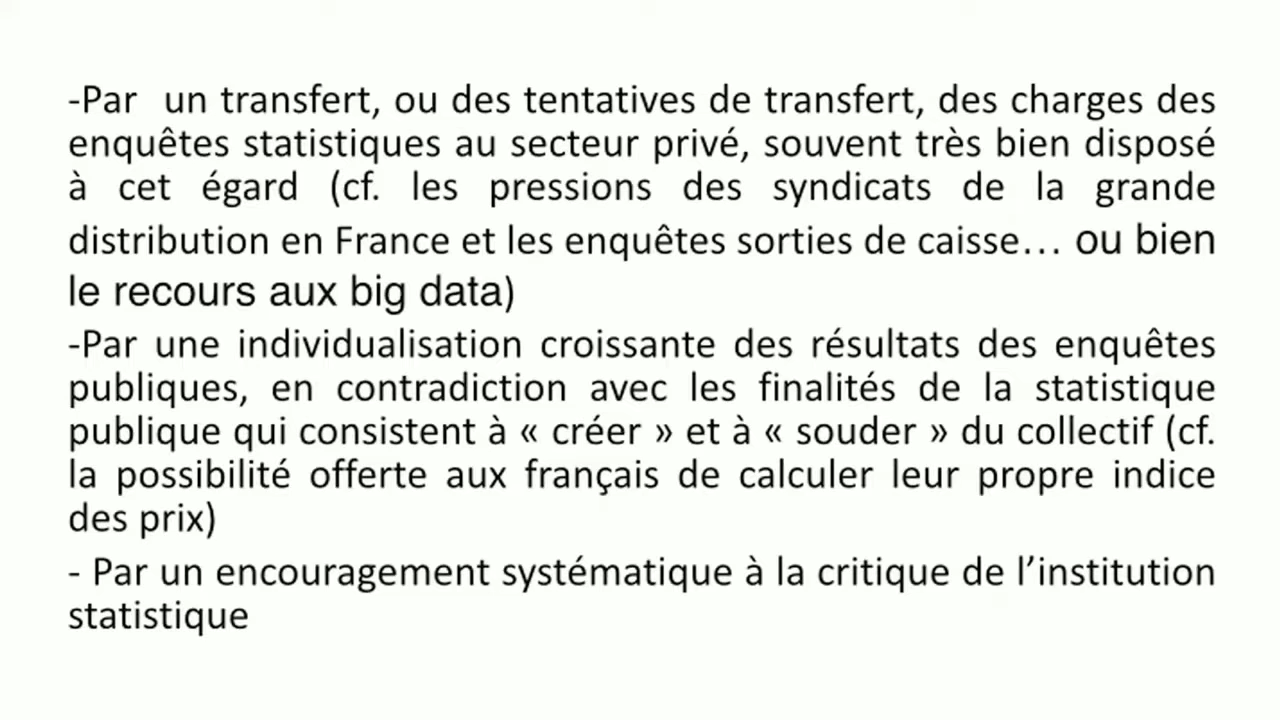 -Par un transfert, ou des tentatives de transfert, des charges des
enquêtes statistiques au secteur privé, souvent très bien disposé
à cet égard (cf. les pressions des syndicats de la grande
distribution en France et les enquêtes sorties de caisse… ou bien
le recours aux big data)
-Par une individualisation croissante des résultats des enquêtes
publiques, en contradiction avec les finalités de la statistique
publique qui consistent à « créer » et à « souder » du collectif (cf.
la possibilité offerte aux français de calculer leur propre indice
des prix)
- Par un encouragement systématique à la critique de l’institution
statistique